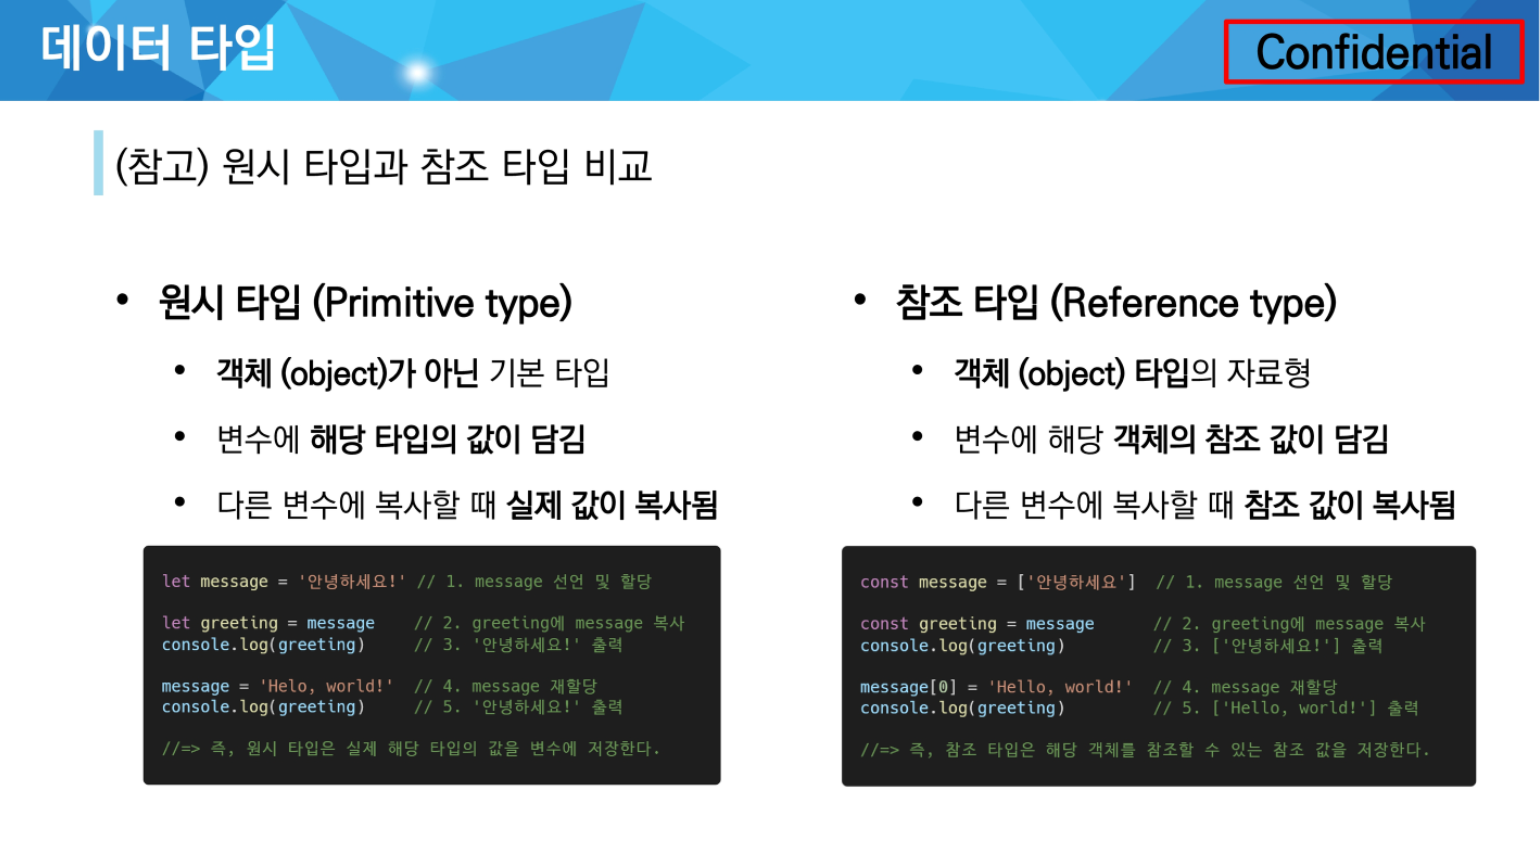 데이터 타입
Confidential
(참고) 원시 타입과 참조 타입 비교
• 원시 타입 (Primitive type)
• 객체 (object)가 아닌 기본 타입
• 변수에 해당 타입의 값이 담김
• 다른 변수에 복사할 때 실제 값이 복사됨
let message = '안녕하세요!' // 1. message 선언 및 할당
let greeting = message // 2. greeting에 message 복사
console.log(greeting) // 3. '안녕하세요!' 출력
message = 'Helo, world!' // 4. message 재할당
console.log(greeting) // 5. '안녕하세요!' 출력
//=> 즉, 원시 타입은 실제 해당 타입의 값을 변수에 저장한다.
• 참조 타입 (Reference type)
• 객체 (object) 타입의 자료형
• 변수에 해당 객체의 참조 값이 담김
• 다른 변수에 복사할 때 참조 값이 복사됨
const message = ['안녕하세요'] // 1. message 선언 및 할당
const greeting = message // 2. greeting에 message 복사
console.log(greeting) // 3. ['안녕하세요!'] 출력
message[0] = 'Hello, world!' // 4. message 재할당
console.log(greeting) // 5. ['Hello, world!'] 출력
//=> 즉, 참조 타입은 해당 객체를 참조할 수 있는 참조 값을 저장한다.